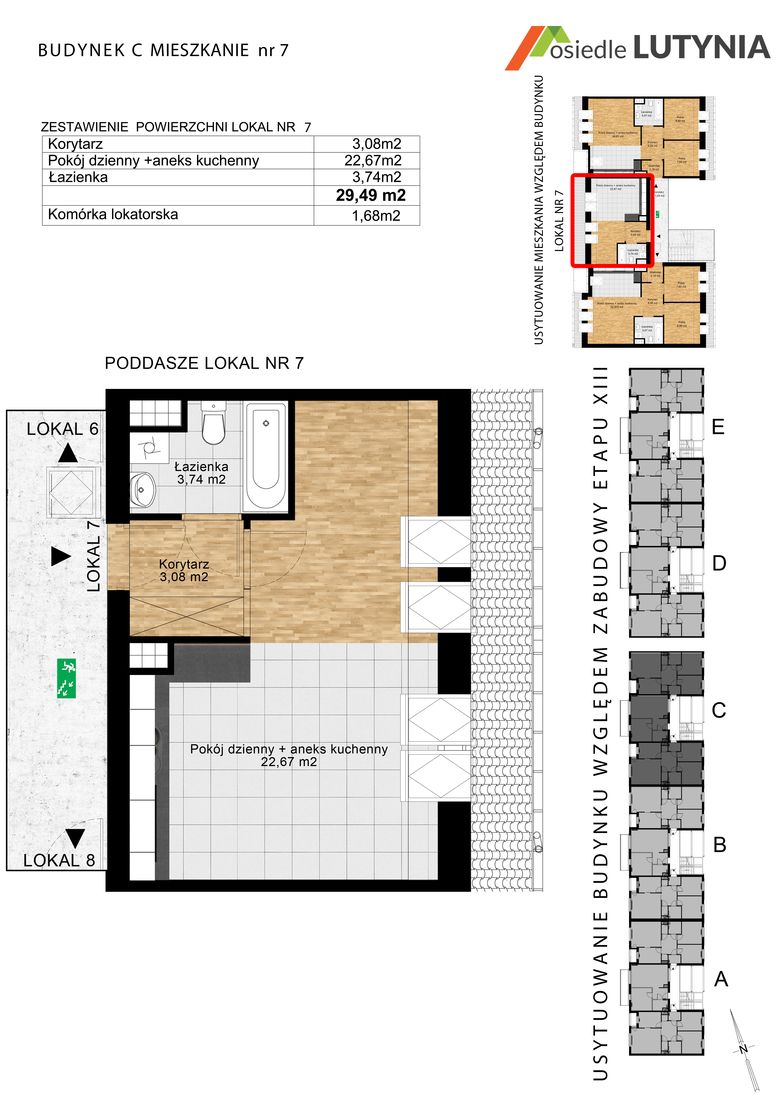 BUDYNEK C MIESZKANIE nr 7
osiedle LUTYNIA
ZESTAWIENIE POWIERZCHNI LOKAL NR 7
Korytarz 3,08m2
Pokój dzienny +aneks kuchenny 22,67m2
Łazienka 3,74m2
29,49 m2
Komórka lokatorska 1,68m2
USYTUOWANIE MIESZKANIA WZGLĘDEM BUDYNKU
LOKAL NR 7
PODDASZE LOKAL NR 7
LOKAL 6
Łazienka
3,74 m2
LOKAL 7
Korytarz
3,08 m2
Pokój dzienny + aneks kuchenny
22,67 m2
LOKAL 8
USYTUOWANIE BUDYNKU WZGLĘDEM ZABUDOWY ETAPU XIII
E
D
C
B
A
N